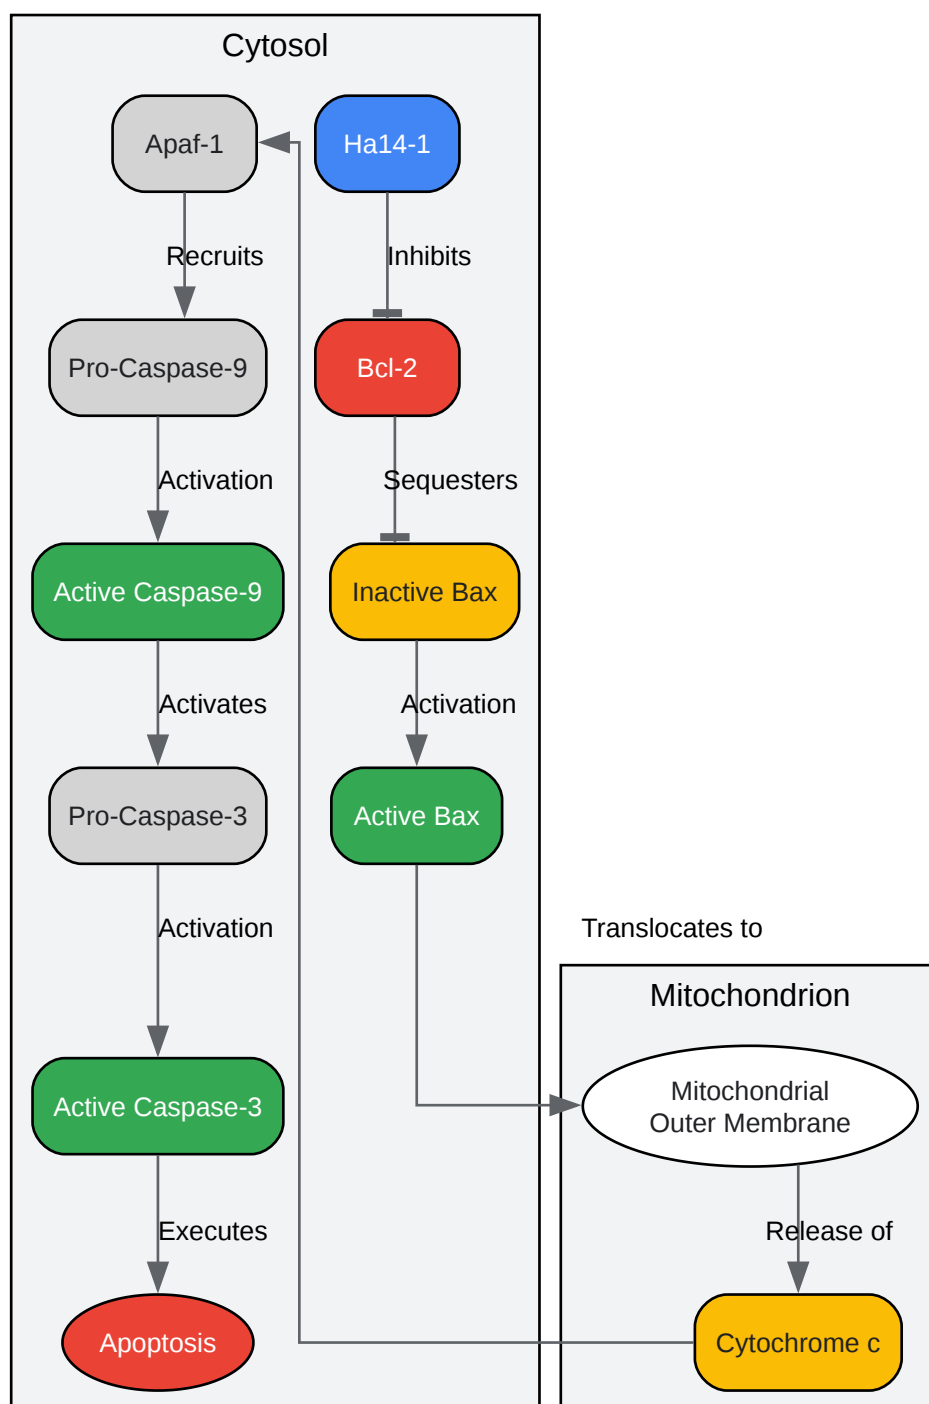 Cytosol
Apaf-1
Ha14-1
Recruits
Inhibits
Pro-Caspase-9
Bcl-2
Activation
Sequesters
Active Caspase-9
Inactive Bax
Activates
Activation
Pro-Caspase-3
Active Bax
Activation
Translocates to
Mitochondrion
Active Caspase-3
Mitochondrial
Outer Membrane
Executes
Release of
Apoptosis
Cytochrome c